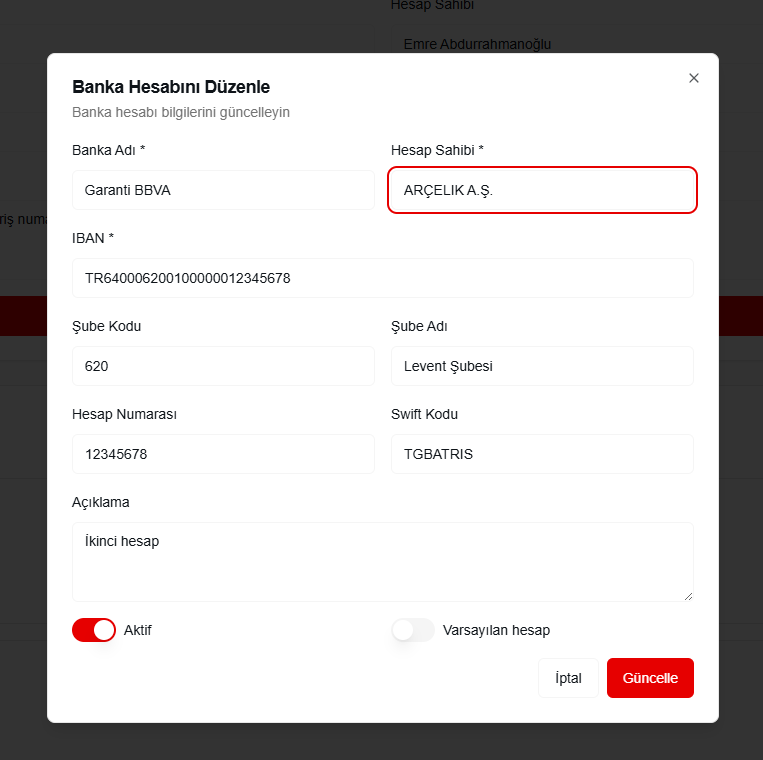 Hesap Sahibi
Emre Abdurrahmanoğlu
Banka Hesabını Düzenle
Banka hesabı bilgilerini güncelleyin
Banka Adı *
Hesap Sahibi *
Garanti BBVA
ARÇELIK A.Ş.
riş numa
IBAN *
TR640006200100000012345678
Şube Kodu
Şube Adı
620
Levent Şubesi
Hesap Numarası
Swift Kodu
12345678
TGBATRIS
Açıklama
İkinci hesap
Aktif
Varsayılan hesap
İptal
Güncelle